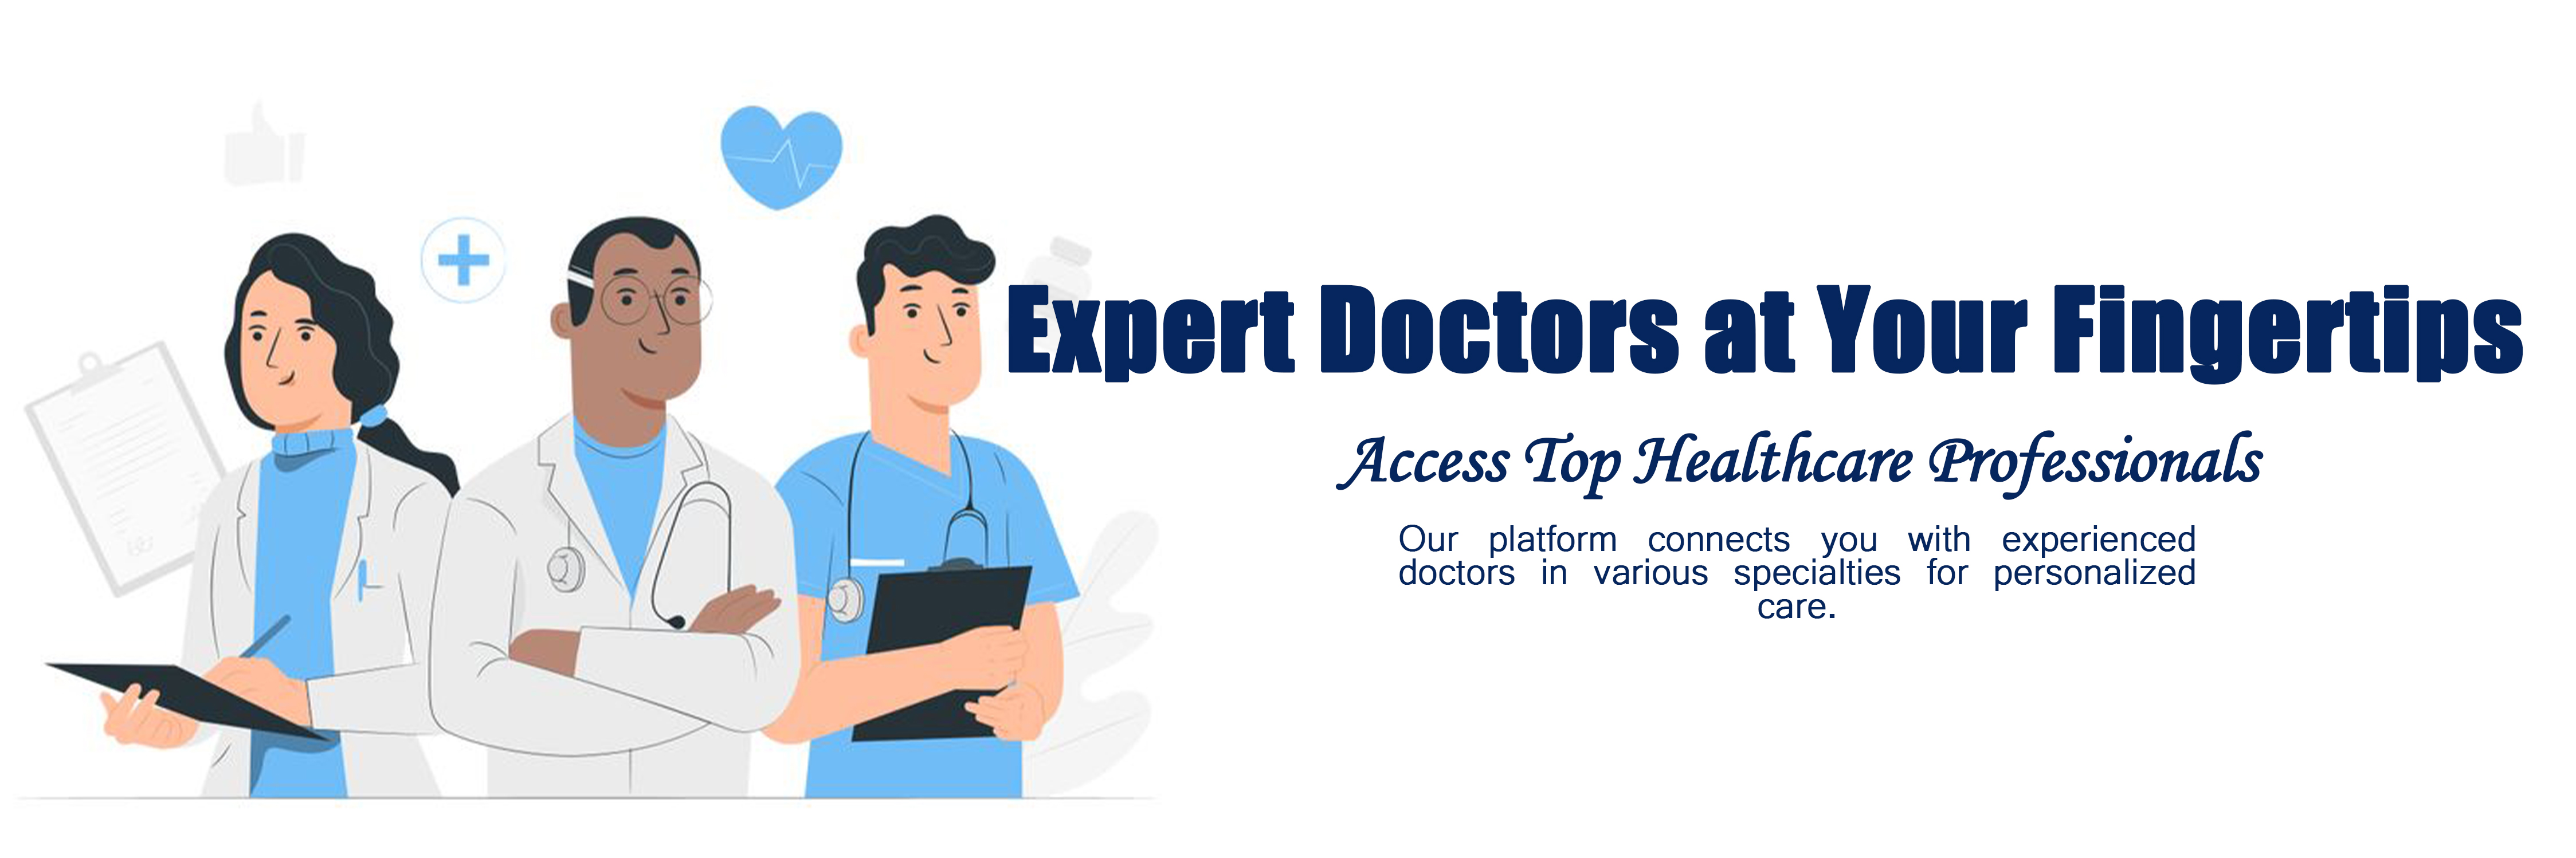 Expert Doctors at Your Fingertips
Access Top Healthcare Professionals
Our platform connects you with experienced
doctors in various specialties for personalized
care.